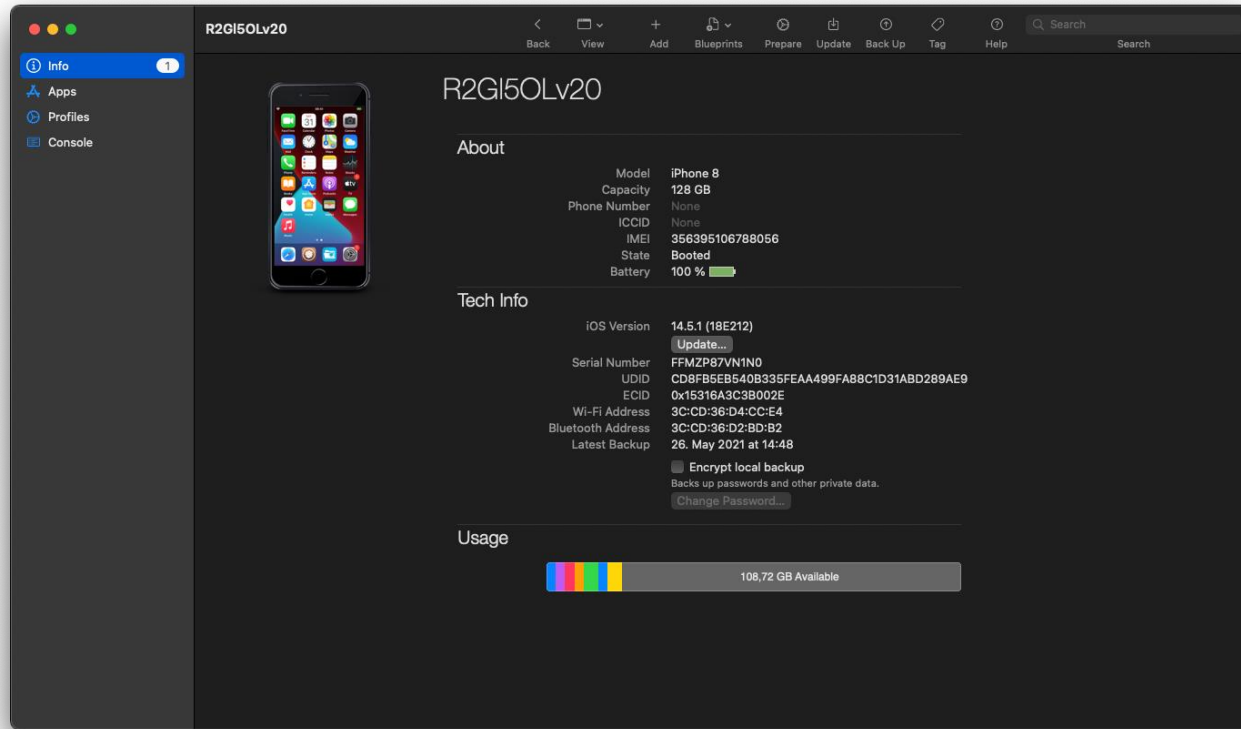 R2Gl5OLv20
Back
View
Add
Blueprints
Prepare
Update
Back Up
Tag
Help
Search
Search
Info 1
Apps
Profiles
Console
R2Gl5OLv20
About
Model iPhone 8
Capacity 128 GB
Phone Number None
ICCID None
IMEI 356395106788056
State Booted
Battery 100 %
Tech Info
iOS Version 14.5.1 (18E212)
Update...
Serial Number FFMZP87VN1N0
UDID CD8FB5EB540B335FEAA499FA88C1D31ABD289AE9
ECID 0x15316A3C3B002E
Wi-Fi Address 3C:CD:36:D4:CC:E4
Bluetooth Address 3C:CD:36:D2:BD:B2
Latest Backup 26. May 2021 at 14:48
Encrypt local backup
Backs up passwords and other private data.
Change Password...
Usage
108,72 GB Available